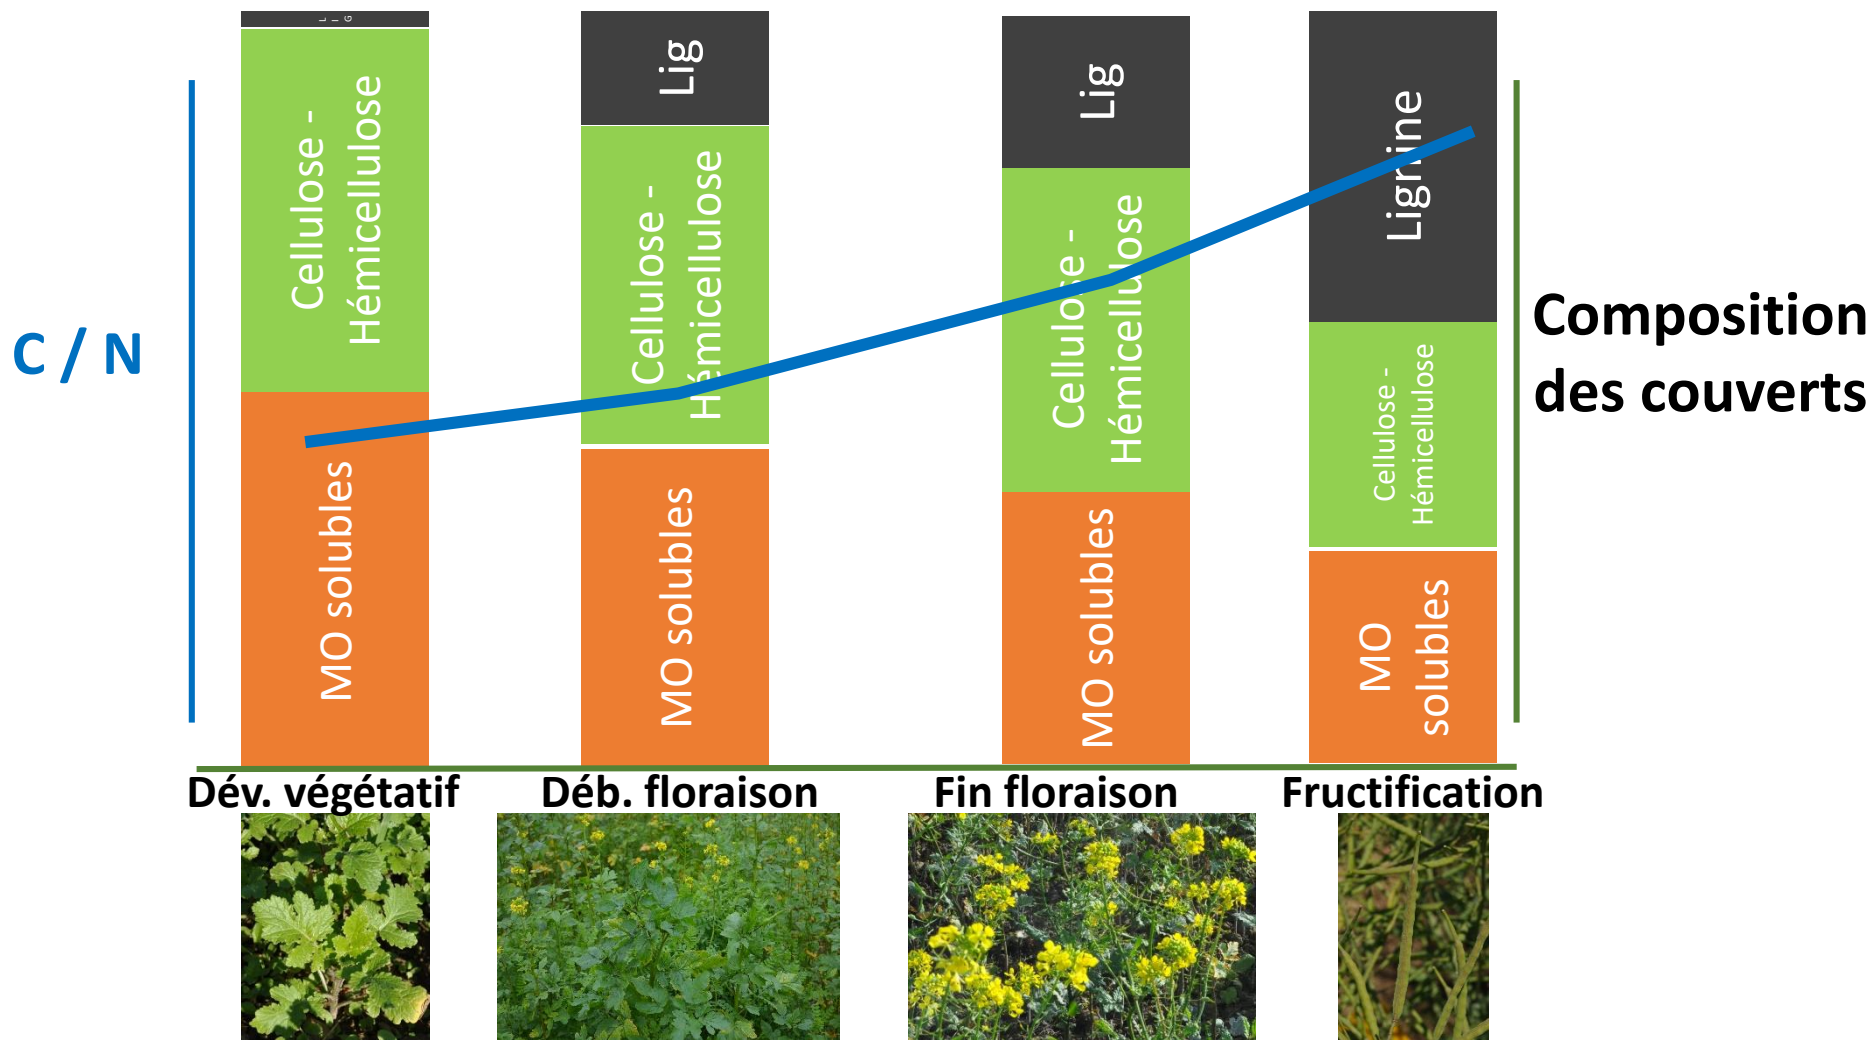 C / N
LIG
Cellulose -
Hémicellulose
MO solubles
Dév. végétatif
Lig
Cellulose -
Hémicellulose
MO solubles
Déb. floraison
Lig
Cellulose -
Hémicellulose
MO solubles
Fin floraison
Lignine
Cellulose -
Hémicellulose
MO
solubles
Fructification
Composition
des couverts